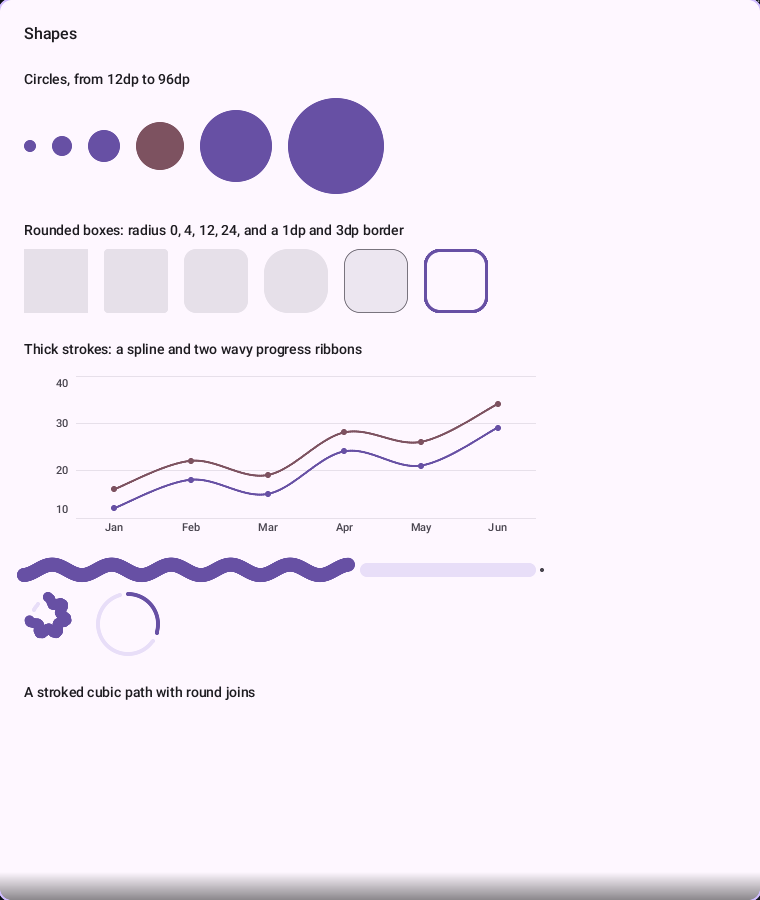 Shapes
Circles, from 12dp to 96dp
Rounded boxes: radius 0, 4, 12, 24, and a 1dp and 3dp border
Thick strokes: a spline and two wavy progress ribbons
40
30
20
10
Jan Feb Mar Apr May Jun
A stroked cubic path with round joins